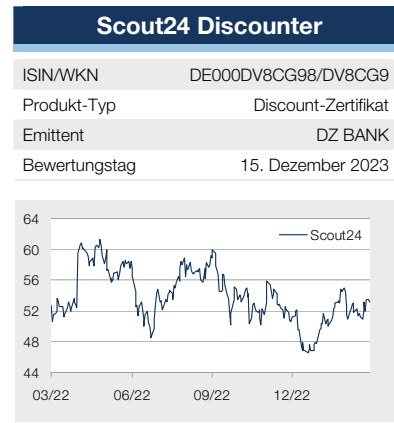 Scout24 Discounter
ISIN/WKN DE000DV8CG98/DV8CG9
Produkt-Typ Discount-Zertifikat
Emittent DZ BANK
Bewertungstag 15. Dezember 2023
64
Scout24
60
56
52
48
44
03/22 06/22 09/22 12/22